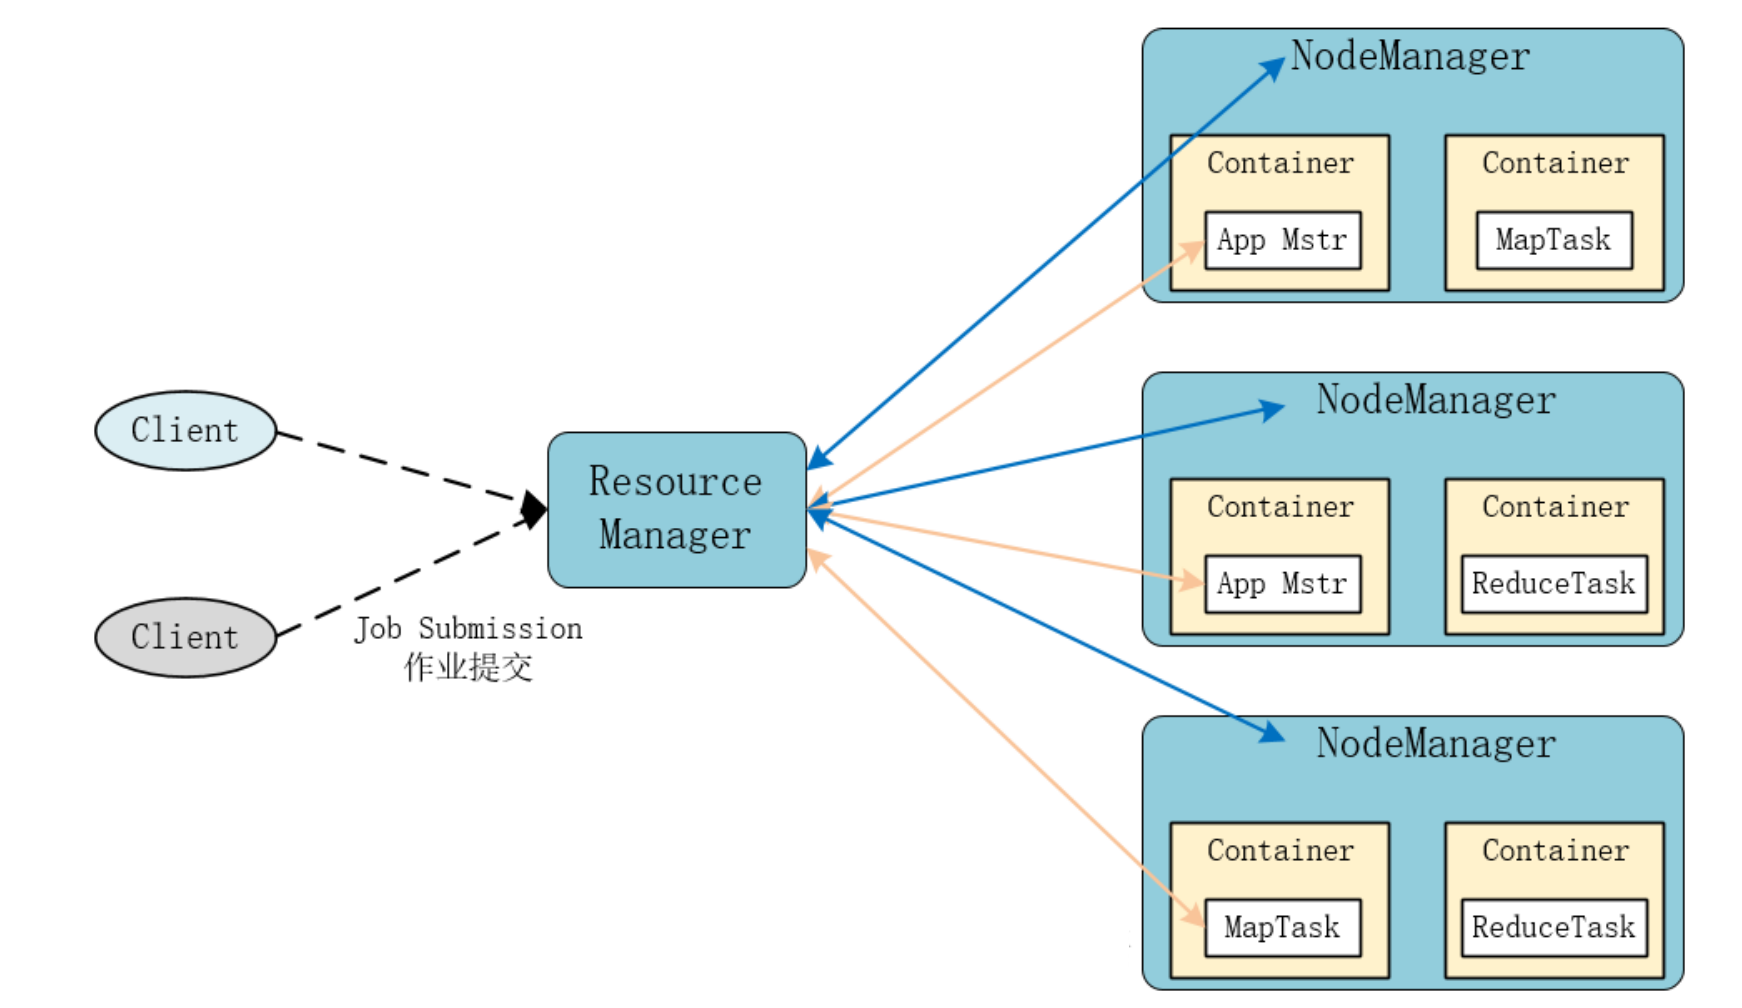 Client
Client
Job Submission
作业提交
Resource
Manager
NodeManager
Container
App Mstr
Container
MapTask
NodeManager
Container
App Mstr
Container
ReduceTask
NodeManager
Container
MapTask
Container
ReduceTask